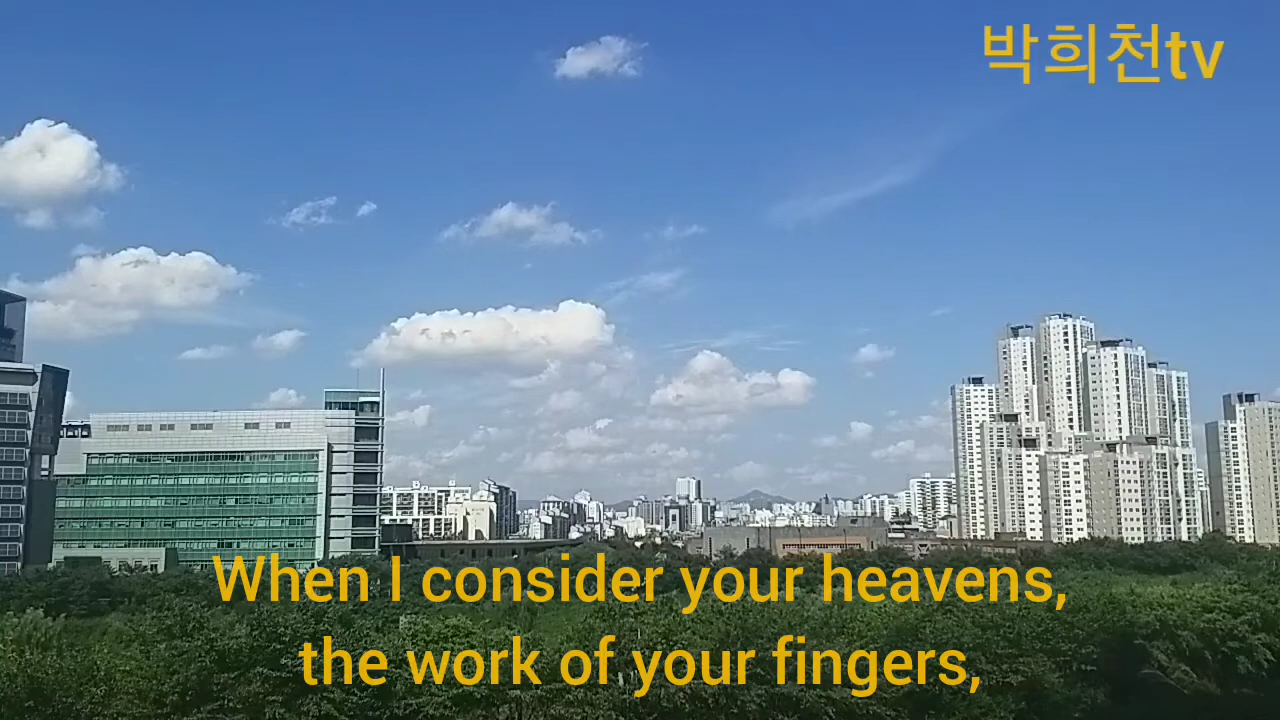 박희천tv
When I consider your heavens,
the work of your fingers,